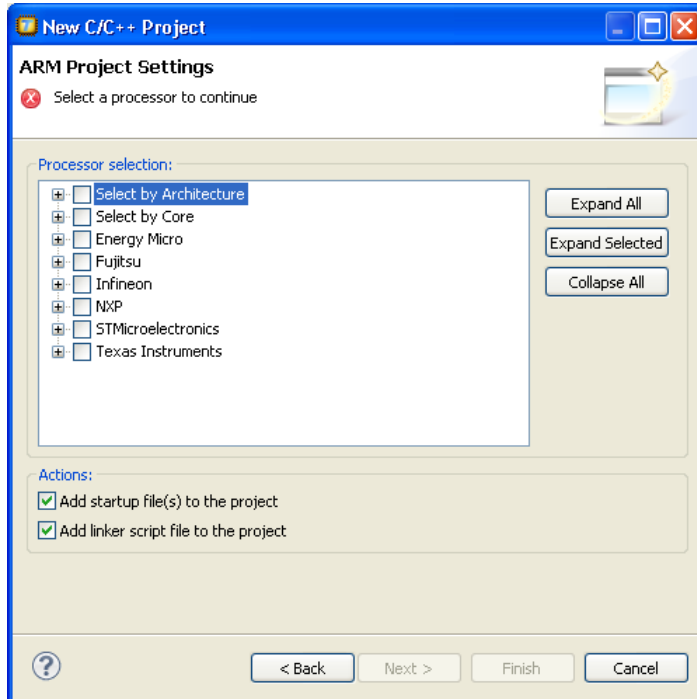 New C/C++ Project
ARM Project Settings
Select a processor to continue
Processor selection:
Select by Architecture
Select by Core
Energy Micro
Fujitsu
Infineon
NXP
STMicroelectronics
Texas Instruments
Expand All
Expand Selected
Collapse All
Actions:
Add startup file(s) to the project
Add linker script file to the project
? < Back Next > Finish Cancel